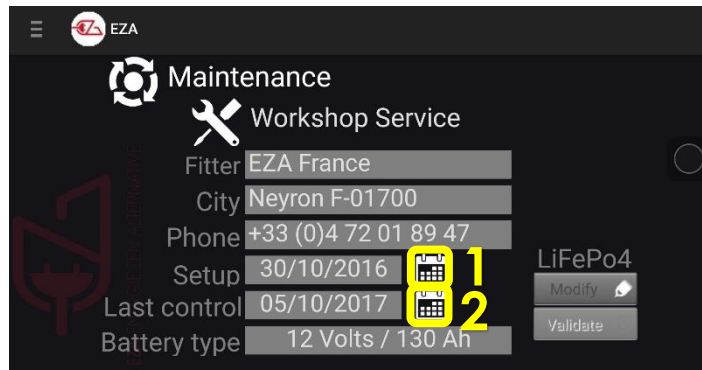 EZA
Maintenance
Workshop Service
Fitter EZA France
City Neyron F-01700
Phone +33 (0)4 72 01 89 47
Setup 30/10/2016 1
Last control 05/10/2017 2
Battery type 12 Volts / 130 Ah
LiFePo4
Modify
Validate